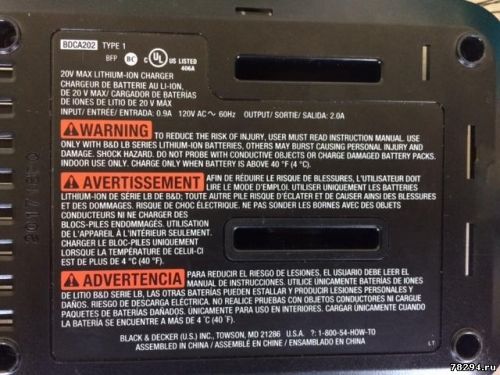 BDCA202 TYPE 1
BFP BC c UL US LISTED
406A
20V MAX LITHIUM-ION CHARGER
CHARGEUR DE BATTERIE AU LI-ION.
DE 20 V MAX/ CARGADOR DE BATERÍAS
DE IONES DE LITIO DE 20 V MAX
INPUT/ ENTRÉE/ ENTRADA: 0.9A 120V AC ~ 60Hz OUTPUT/ SORTIE/ SALIDA: 2.0A
WARNING TO REDUCE THE RISK OF INJURY, USER MUST READ INSTRUCTION MANUAL. USE
ONLY WITH B&D LB SERIES LITHIUM-ION BATTERIES, OTHERS MAY BURST CAUSING PERSONAL INJURY AND
DAMAGE. SHOCK HAZARD. DO NOT PROBE WITH CONDUCTIVE OBJECTS OR CHARGE DAMAGED BATTERY PACKS.
INDOOR USE ONLY. CHARGE ONLY WHEN BATTERY IS ABOVE 40 °F (4 °C).
AVERTISSEMENT AFIN DE RÉDUIRE LE RISQUE DE BLESSURES, L'UTILISATEUR DOIT
LIRE LE MODE D'EMPLOI. UTILISER UNIQUEMENT LES BATTERIES
LITHIUM-ION DE SÉRIE LB DE B&D; TOUTE AUTRE PILE RISQUE D'ÉCLATER ET DE CAUSER AINSI DES BLESSURES
ET DES DOMMAGES. RISQUE DE CHOC ÉLECTRIQUE. NE PAS SONDER LES BORNES AVEC DES OBJETS
CONDUCTEURS NI NE CHARGER DES
BLOCS-PILES ENDOMMAGÉS. UTILISATION
DE L'APPAREIL À L'INTÉRIEUR SEULEMENT.
CHARGER LE BLOC-PILES UNIQUEMENT
LORSQUE LA TEMPÉRATURE DE CELUI-CI
EST DE PLUS DE 4 °C (40 °F).
ADVERTENCIA PARA REDUCIR EL RIESGO DE LESIONES, EL USUARIO DEBE LEER EL
MANUAL DE INSTRUCCIONES. UTILICE ÚNICAMENTE BATERÍAS DE IONES
DE LITIO B&D SERIE LB, LAS OTRAS BATERÍAS PUEDEN ESTALLAR Y PRODUCIR LESIONES PERSONALES Y
DAÑOS. RIESGO DE DESCARGA ELÉCTRICA. NO REALICE PRUEBAS CON OBJETOS CONDUCTORES NI CARGUE
PAQUETES DE BATERÍAS DAÑADOS. ÚNICAMENTE PARA USO EN INTERIORES. CARGAR ÚNICAMENTE CUANDO
LA BATERÍA SE ENCUENTRE A MÁS DE 4 °C (40 °F).
BLACK & DECKER (U.S.) INC., TOWSON, MD 21286 U.S.A. ?: 1-800-54-HOW-TO
ASSEMBLED IN CHINA / ASSEMBLÉ EN CHINE / ENSAMBLADO EN CHINA
LT
78294.ru